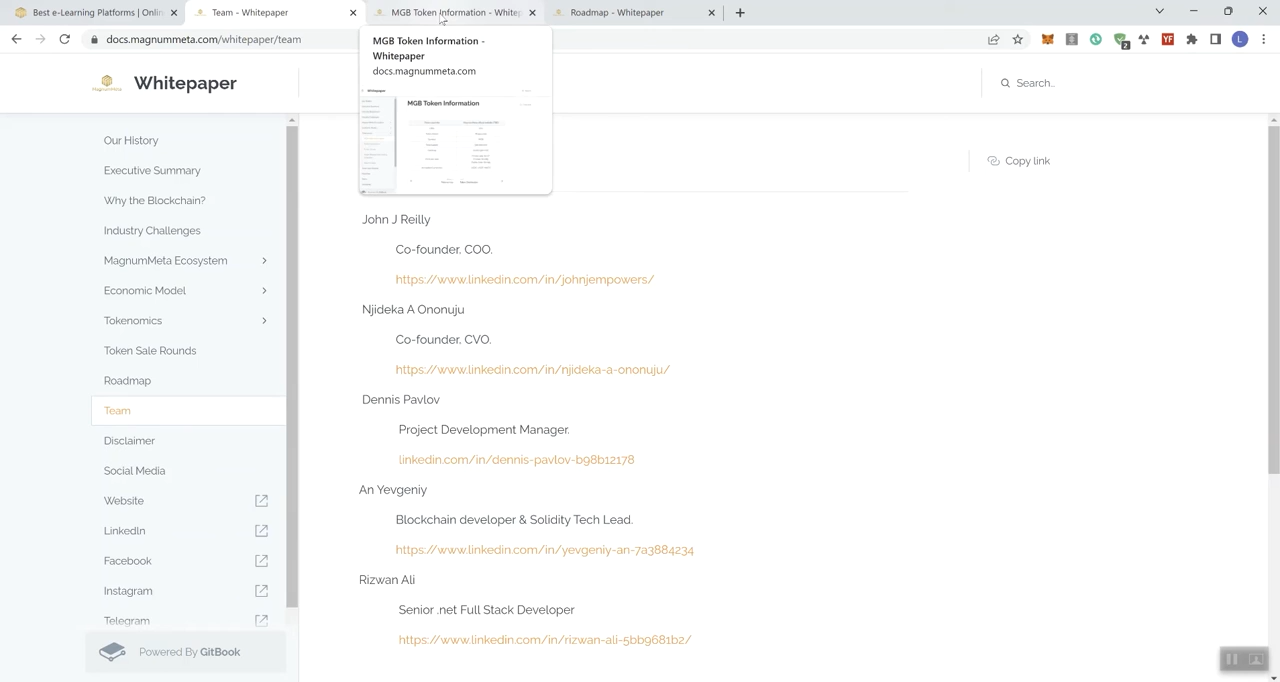 Best e-Learning Platforms | Onlin
Team - Whitepaper
MGB Token Information - Whitep
Roadmap - Whitepaper
docs.magnummeta.com/whitepaper/team
2
YF
L
MGB Token Information -
Whitepaper
docs.magnummeta.com
Whitepaper
MGB Token Information
MagnumMeta
Whitepaper
Search...
Our History
Executive Summary
Why the Blockchain?
Industry Challenges
MagnumMeta Ecosystem
Economic Model
Tokenomics
Token Sale Rounds
Roadmap
Team
Disclaimer
Social Media
Website
LinkedIn
Facebook
Instagram
Telegram
Powered By GitBook
Copy link
John J Reilly
Co-founder. COO.
https://www.linkedin.com/in/johnjempowers/
Njideka A Ononuju
Co-founder. CVO.
https://www.linkedin.com/in/njideka-a-ononuju/
Dennis Pavlov
Project Development Manager.
linkedin.com/in/dennis-pavlov-b98b12178
An Yevgeniy
Blockchain developer & Solidity Tech Lead.
https://www.linkedin.com/in/yevgeniy-an-7a3884234
Rizwan Ali
Senior .net Full Stack Developer
https://www.linkedin.com/in/rizwan-ali-5bb9681b2/